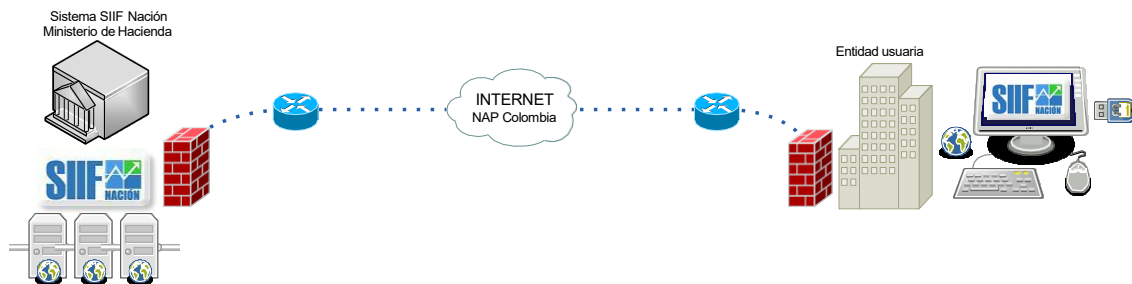 Sistema SIIF Nación
Ministerio de Hacienda
SIIF
NACIÓN
INTERNET
NAP Colombia
Entidad usuaria
SIIF
NACIÓN